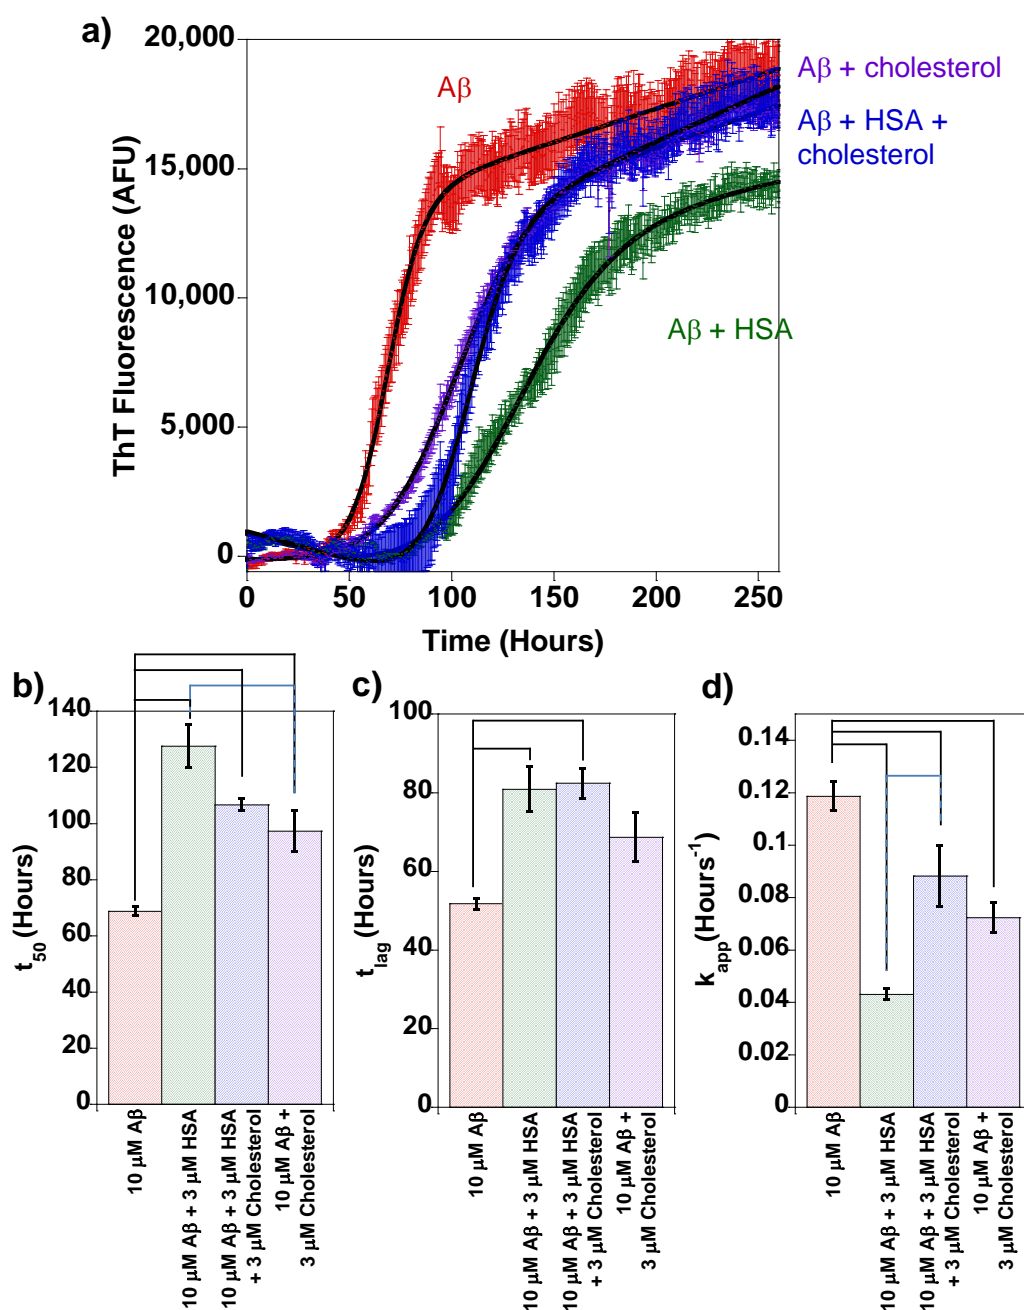 a)
20,000
15,000
10,000
5,000
0
ThT Fluorescence (AFU)
Aβ
Aβ + cholesterol
Aβ + HSA +
cholesterol
Aβ + HSA
0
50
100
150
200
250
Time (Hours)
b)
140
120
100
80
60
40
20
0
t50 (Hours)
10 µM Aβ
10 µM Aβ + 3 µM HSA
10 µM Aβ + 3 µM HSA
+ 3 µM Cholesterol
10 µM Aβ +
3 µM Cholesterol
c)
100
80
60
40
20
0
tlag (Hours)
10 µM Aβ
10 µM Aβ + 3 µM HSA
10 µM Aβ + 3 µM HSA
+ 3 µM Cholesterol
10 µM Aβ +
3 µM Cholesterol
d)
0.14
0.12
0.1
0.08
0.06
0.04
0.02
0
kapp (Hours-1)
10 µM Aβ
10 µM Aβ + 3 µM HSA
10 µM Aβ + 3 µM HSA
+ 3 µM Cholesterol
10 µM Aβ +
3 µM Cholesterol